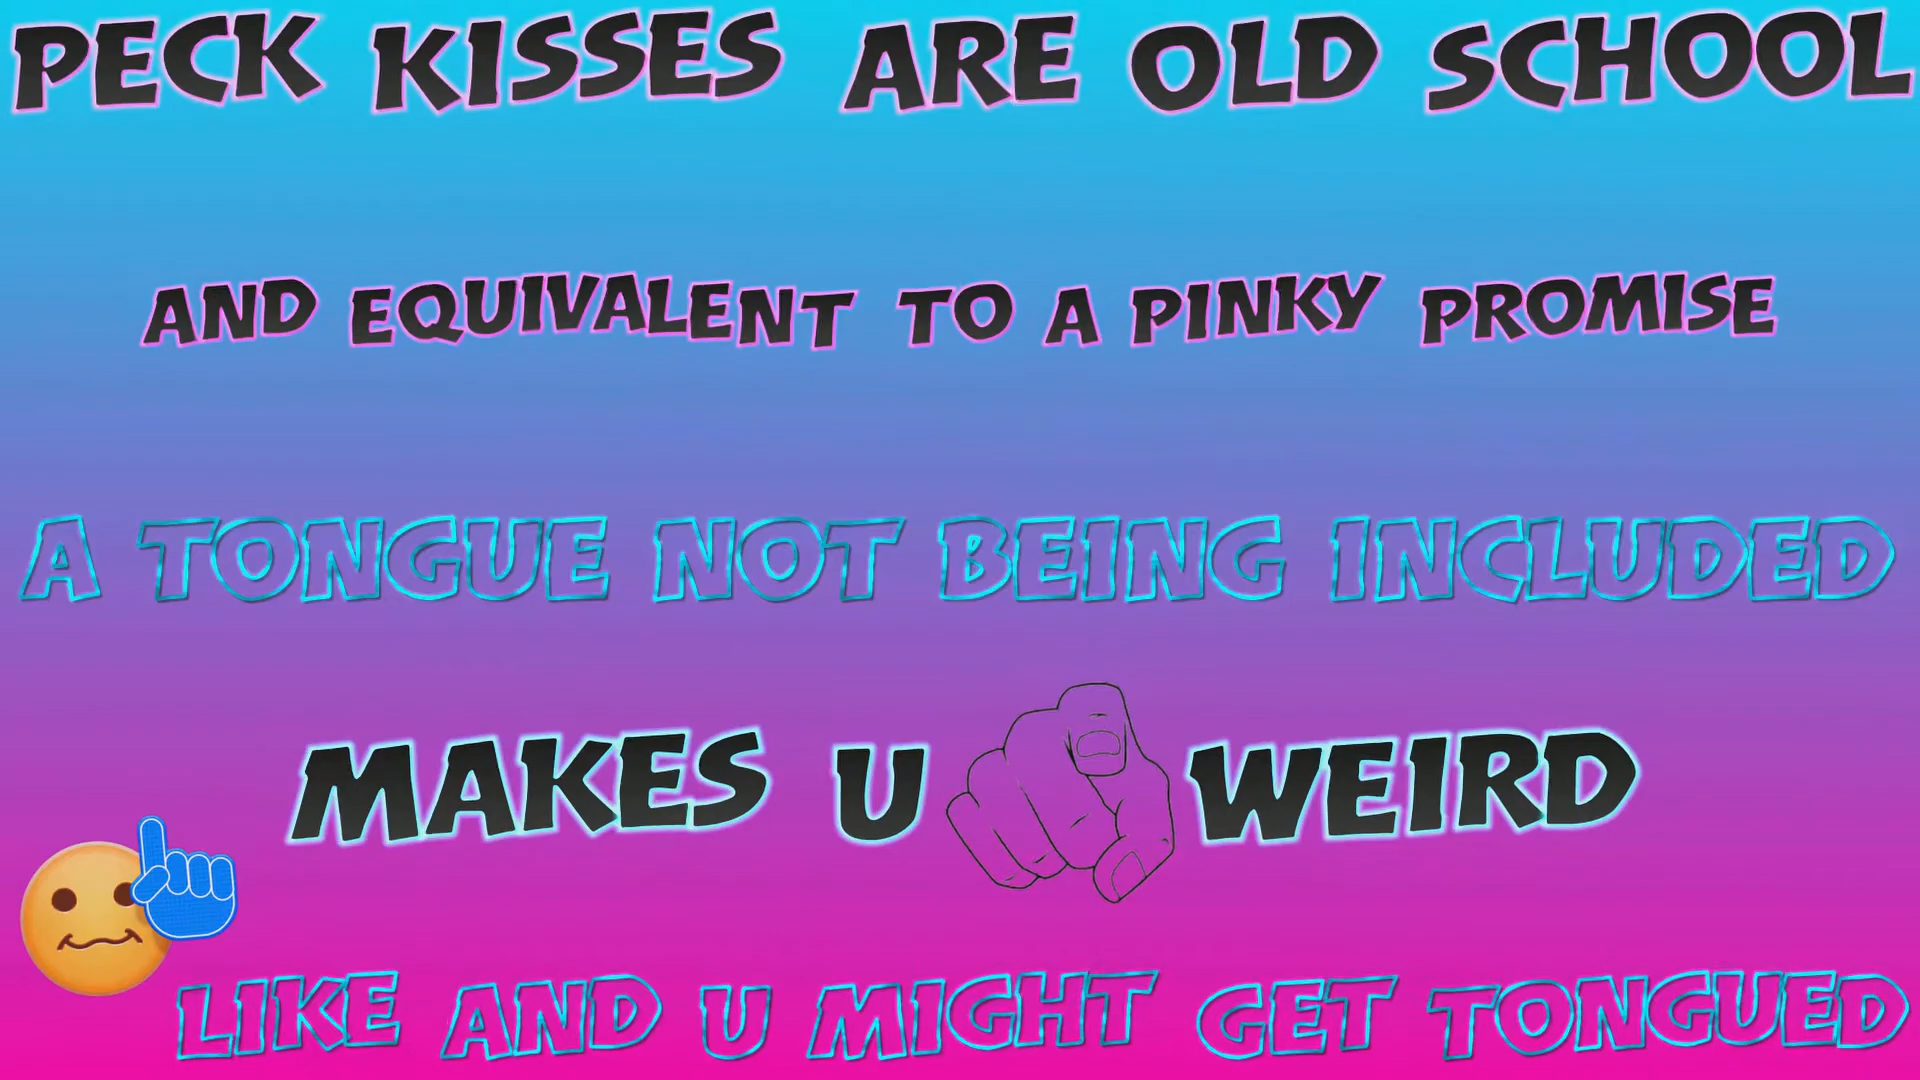 PECK KISSES ARE OLD SCHOOL
AND EQUIVALENT TO A PINKY PROMISE
A TONGUE NOT BEING INCLUDED
MAKES U WEIRD
LIKE AND U MIGHT GET TONGUED